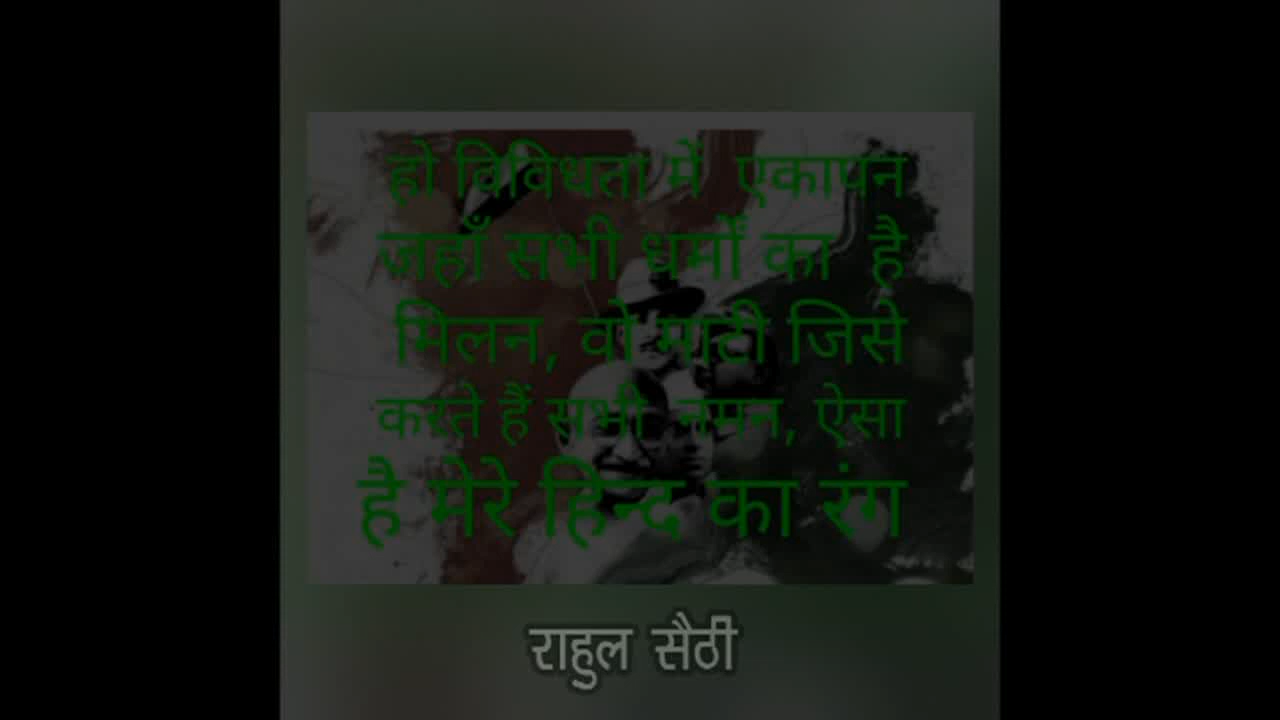 हो विविधता में एकापन
जहाँ सभी धर्मों का है
मिलन, वो माटी जिसे
करते हैं सभी नमन, ऐसा
है मेरे हिन्द का रंग
राहुल सैठी